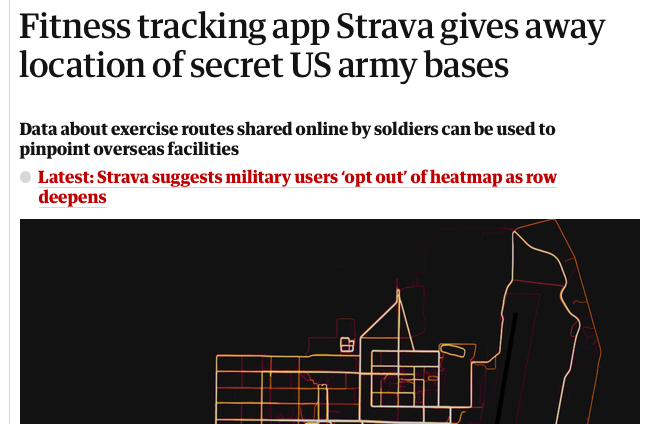 Fitness tracking app Strava gives away
location of secret US army bases
Data about exercise routes shared online by soldiers can be used to
pinpoint overseas facilities
Latest: Strava suggests military users ‘opt out’ of heatmap as row
deepens